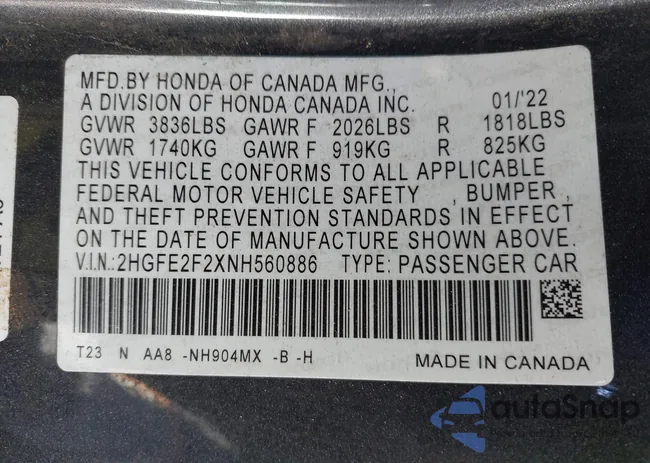 MFD.BY HONDA OF CANADA MFG.,
A DIVISION OF HONDA CANADA INC. 01/'22
GVWR 3836LBS GAWR F 2026LBS R 1818LBS
GVWR 1740KG GAWR F 919KG R 825KG
THIS VEHICLE CONFORMS TO ALL APPLICABLE
FEDERAL MOTOR VEHICLE SAFETY , BUMPER ,
AND THEFT PREVENTION STANDARDS IN EFFECT
ON THE DATE OF MANUFACTURE SHOWN ABOVE.
V.I.N.:2HGFE2F2XNH560886 TYPE: PASSENGER CAR
T23 N AA8 -NH904MX -B -H MADE IN CANADA
autoSnap